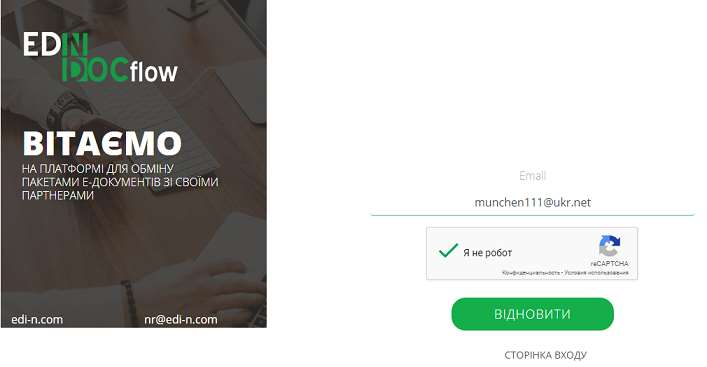 EDN
DOCflow
ВІТАЄМО
НА ПЛАТФОРМІ ДЛЯ ОБМІНУ
ПАКЕТАМИ Е-ДОКУМЕНТІВ ЗІ СВОЇМИ
ПАРТНЕРАМИ
edi-n.com
nr@edi-n.com
Email
munchen111@ukr.net
Я не робот
reCAPTCHA
Конфиденциальность - Условия использования
ВІДНОВИТИ
СТОРІНКА ВХОДУ